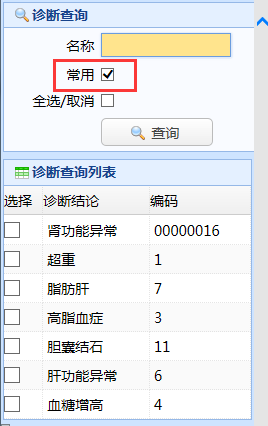 诊断查询
名称
常用
全选/取消
查询
诊断查询列表
选择 诊断结论 编码
肾功能异常 00000016
超重 1
脂肪肝 7
高脂血症 3
胆囊结石 11
肝功能异常 6
血糖增高 4